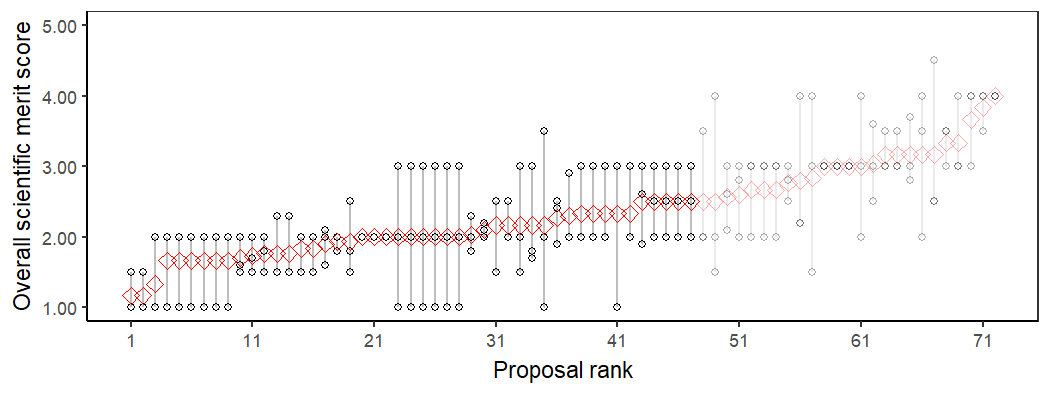 Overall scientific merit score
5.00
4.00
3.00
2.00
1.00
1 11 21 31 41 51 61 71
Proposal rank